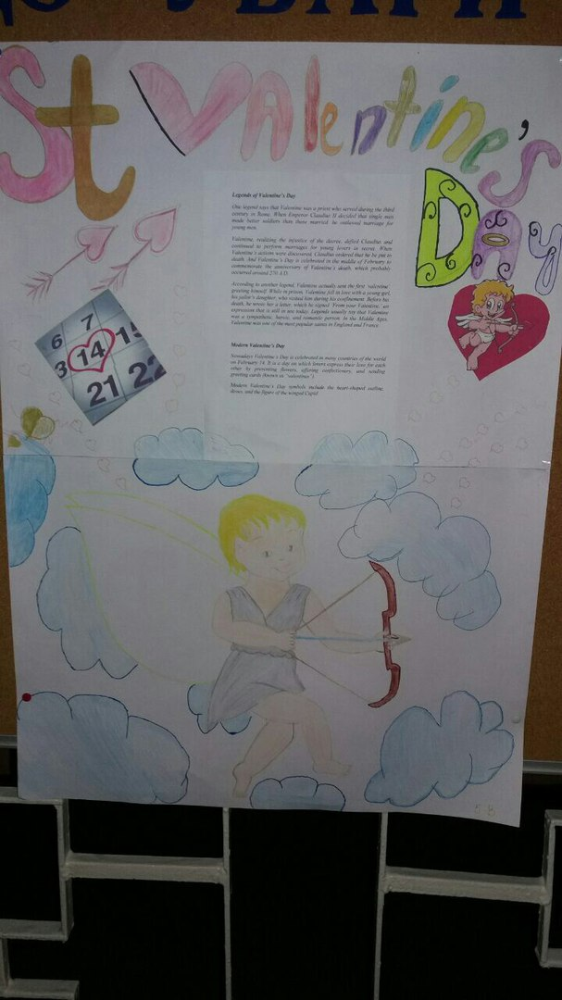 УВАРИ
St Valentine's
DAy
Legends of Valentine's Day
One legend says that Valentine was a priest who served during the third
century in Rome. When Emperor Claudius II decided that single men
made better soldiers than those married, he outlawed marriage for
young men.
Valentine, realizing the injustice of the decree, defied Claudius and
continued to perform marriages for young lovers in secret. When
Valentine's actions were discovered, Claudius ordered that he be put to
death. And Valentine's Day is celebrated in the middle of February to
commemorate the anniversary of Valentine's death, which probably
occurred around 270 A.D.
According to another legend, Valentine actually sent the first 'valentine'
greeting himself. While in prison, Valentine fell in love with a young girl,
his jailor's daughter, who visited him during his confinement. Before his
death, he wrote her a letter, which he signed 'From your Valentine,' an
expression that is still in use today. Legends usually say that Valentine
was a sympathetic, heroic, and romantic person. In the Middle Ages,
Valentine was one of the most popular saints in England and France.
Modern Valentine's Day
Nowadays Valentine's Day is celebrated in many countries of the world
on February 14. It is a day on which lovers express their love for each
other by presenting flowers, offering confectionery, and sending
greeting cards (known as "valentines").
Modern Valentine's Day symbols include the heart-shaped outline,
doves, and the figure of the winged Cupid.
6 7
3 14 15
21 22